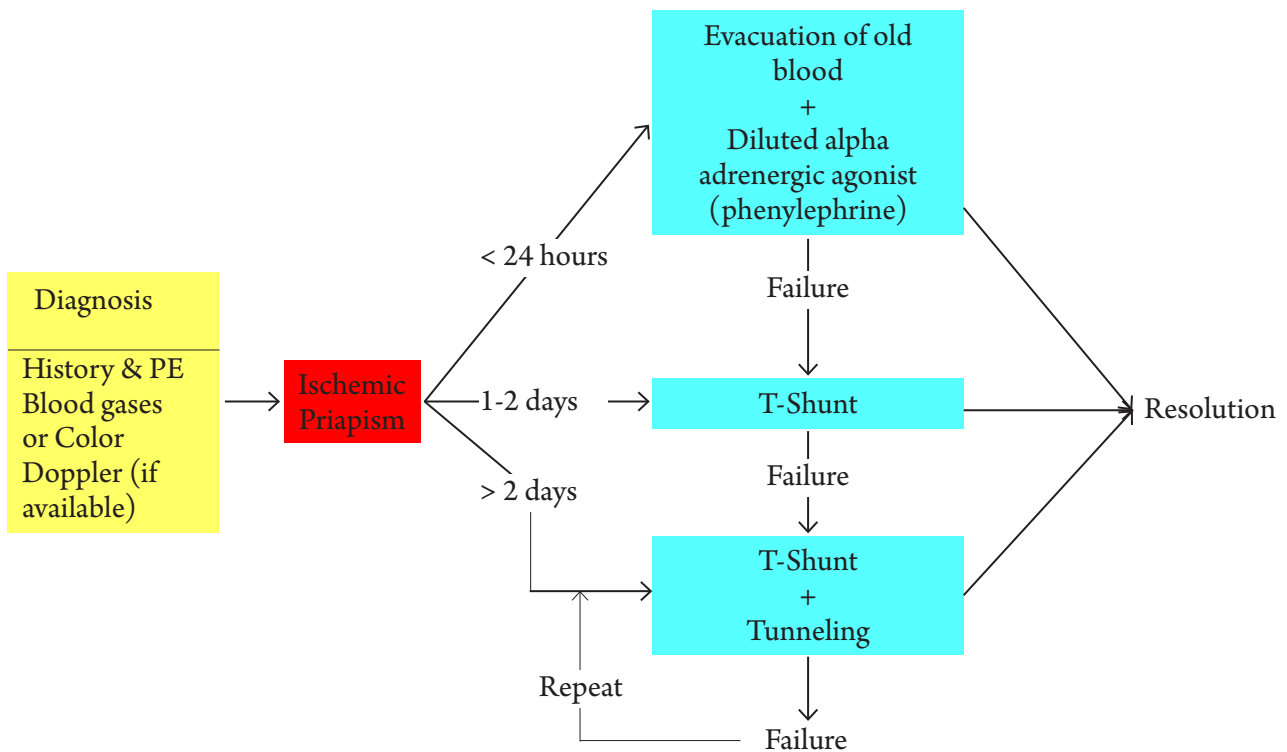 Diagnosis
History & PE
Blood gases
or Color
Doppler (if
available)
Ischemic
Priapism
< 24 hours
1-2 days
> 2 days
Evacuation of old
blood
+
Diluted alpha
adrenergic agonist
(phenylephrine)
Failure
T-Shunt
Failure
T-Shunt
+
Tunneling
Repeat
Failure
Resolution